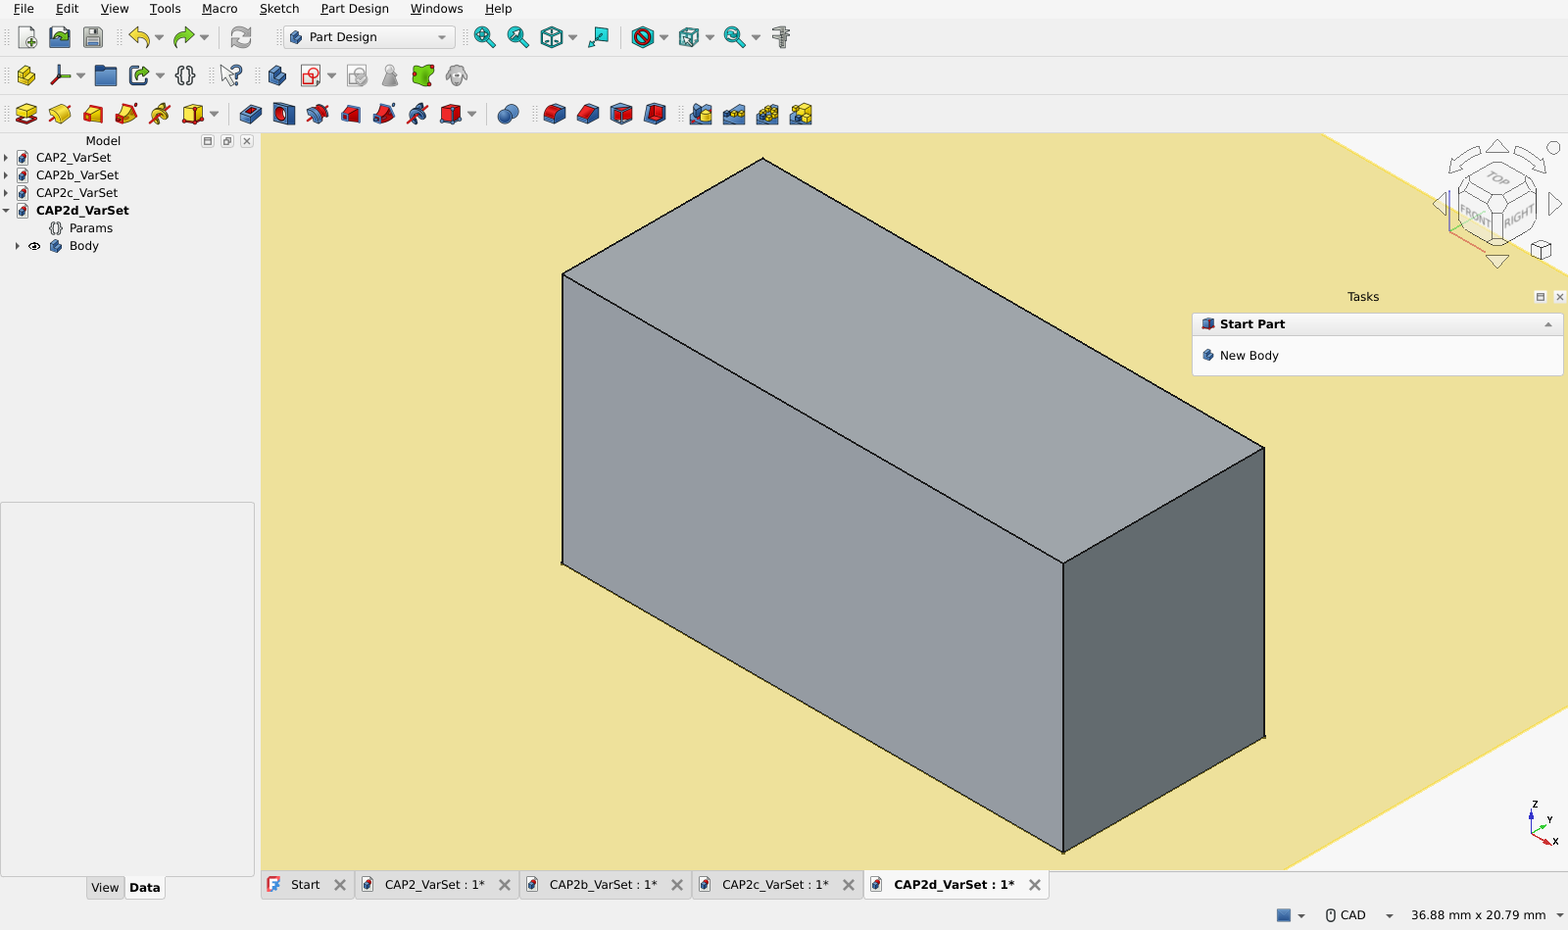 File Edit View Tools Macro Sketch Part Design Windows Help
Part Design
Model
CAP2_VarSet
CAP2b_VarSet
CAP2c_VarSet
CAP2d_VarSet
Params
Body
TOP
FRONT
RIGHT
Tasks
Start Part
New Body
Z
Y
X
View Data
Start CAP2_VarSet : 1* CAP2b_VarSet : 1* CAP2c_VarSet : 1* CAP2d_VarSet : 1*
CAD 36.88 mm x 20.79 mm